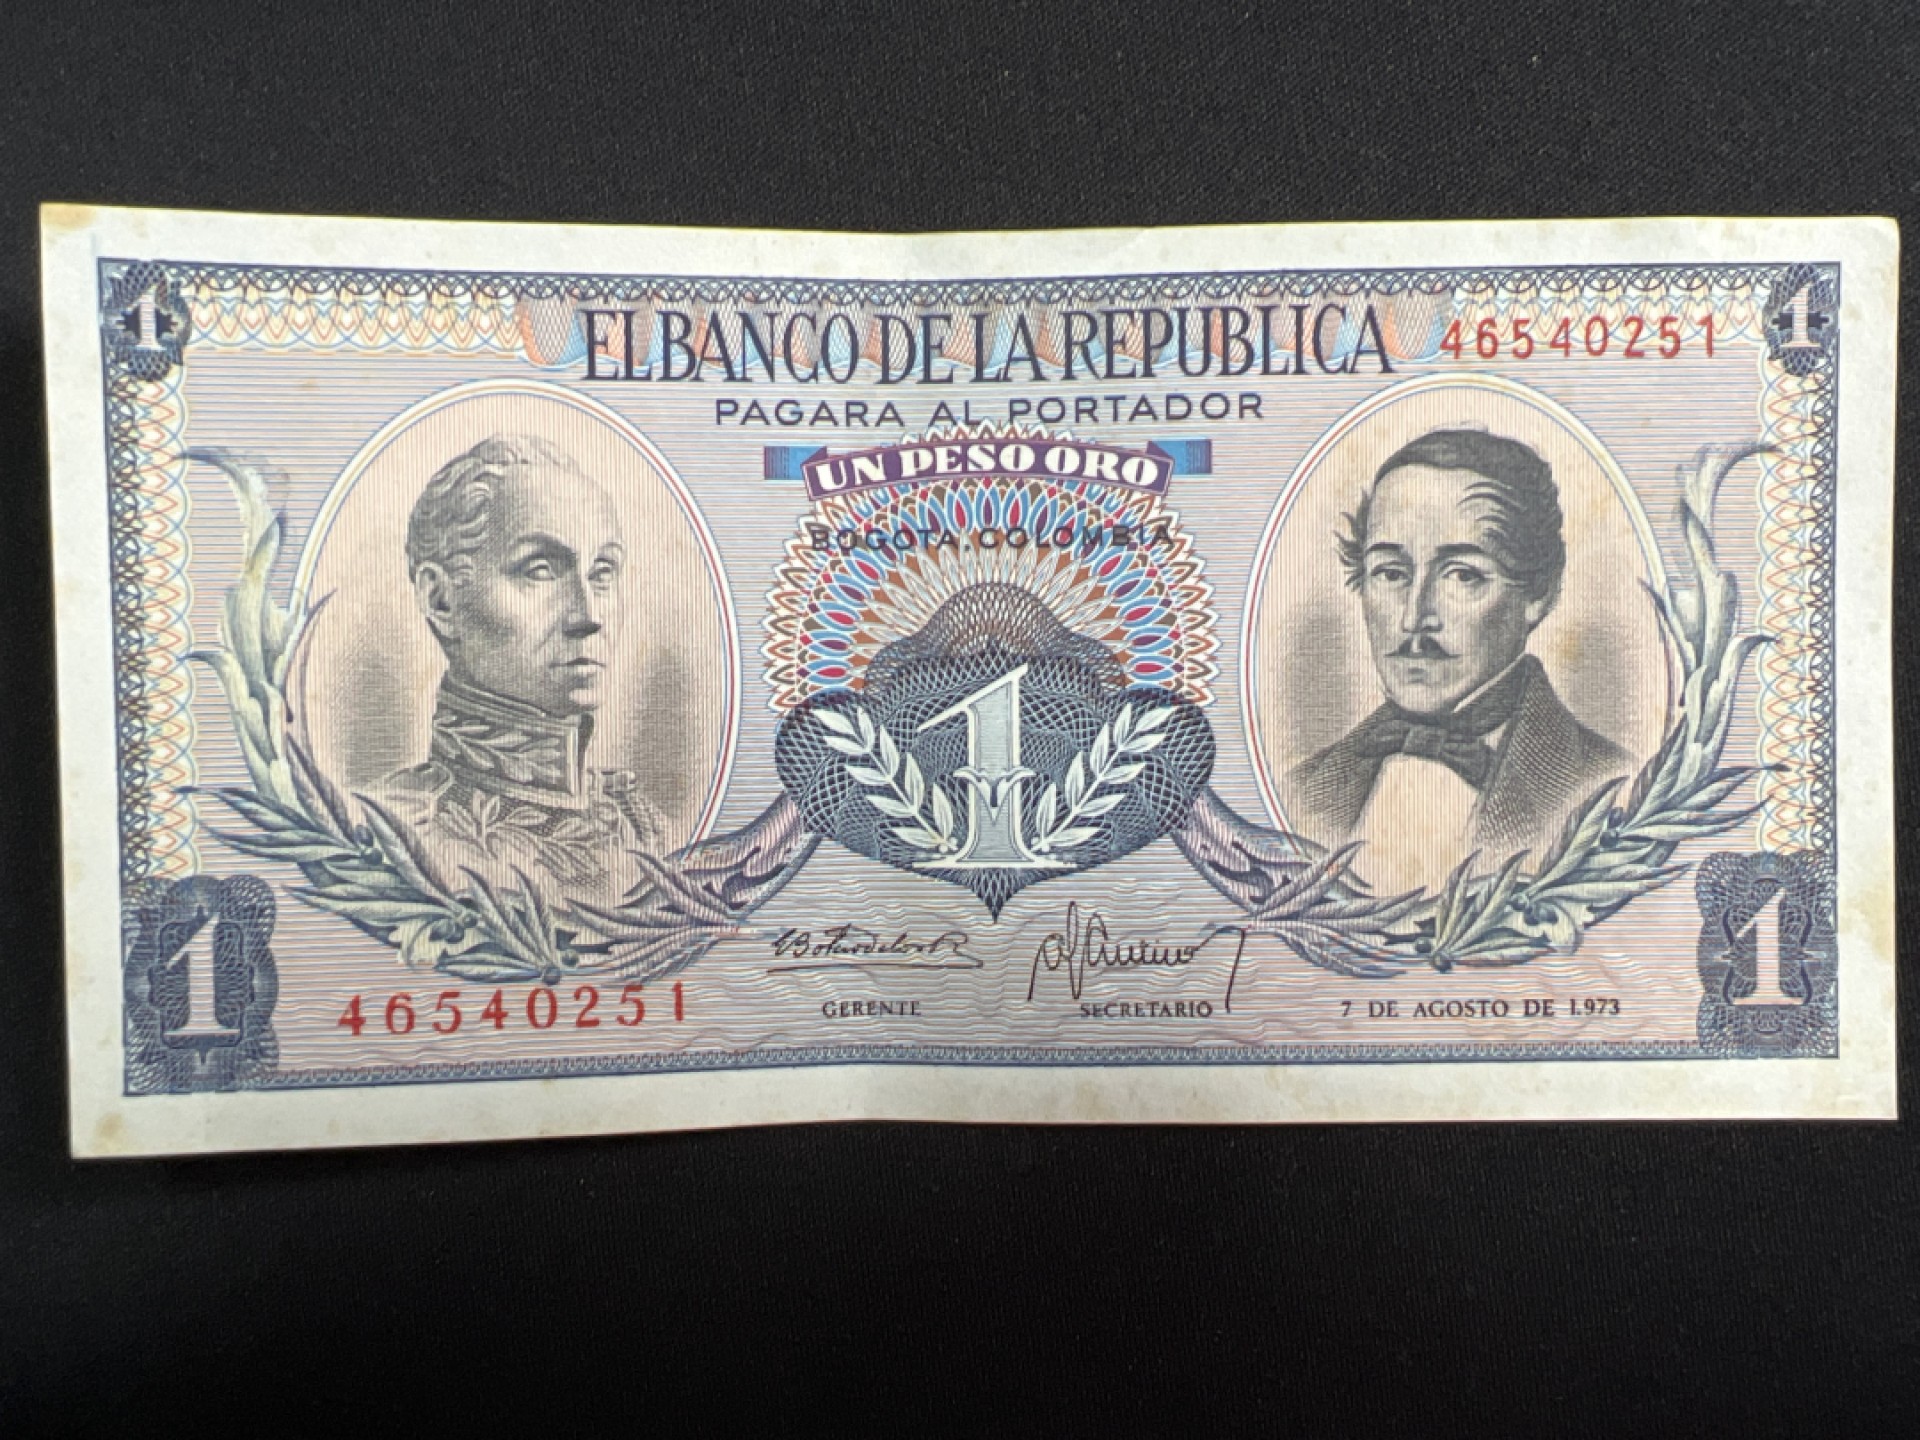 1
1
EL BANCO DE LA REPUBLICA
46540251
PAGARA AL PORTADOR
UN PESO ORO
BOGOTA, COLOMBIA
1
1
46540251
GERENTE
SECRETARIO
7 DE AGOSTO DE 1.973
1